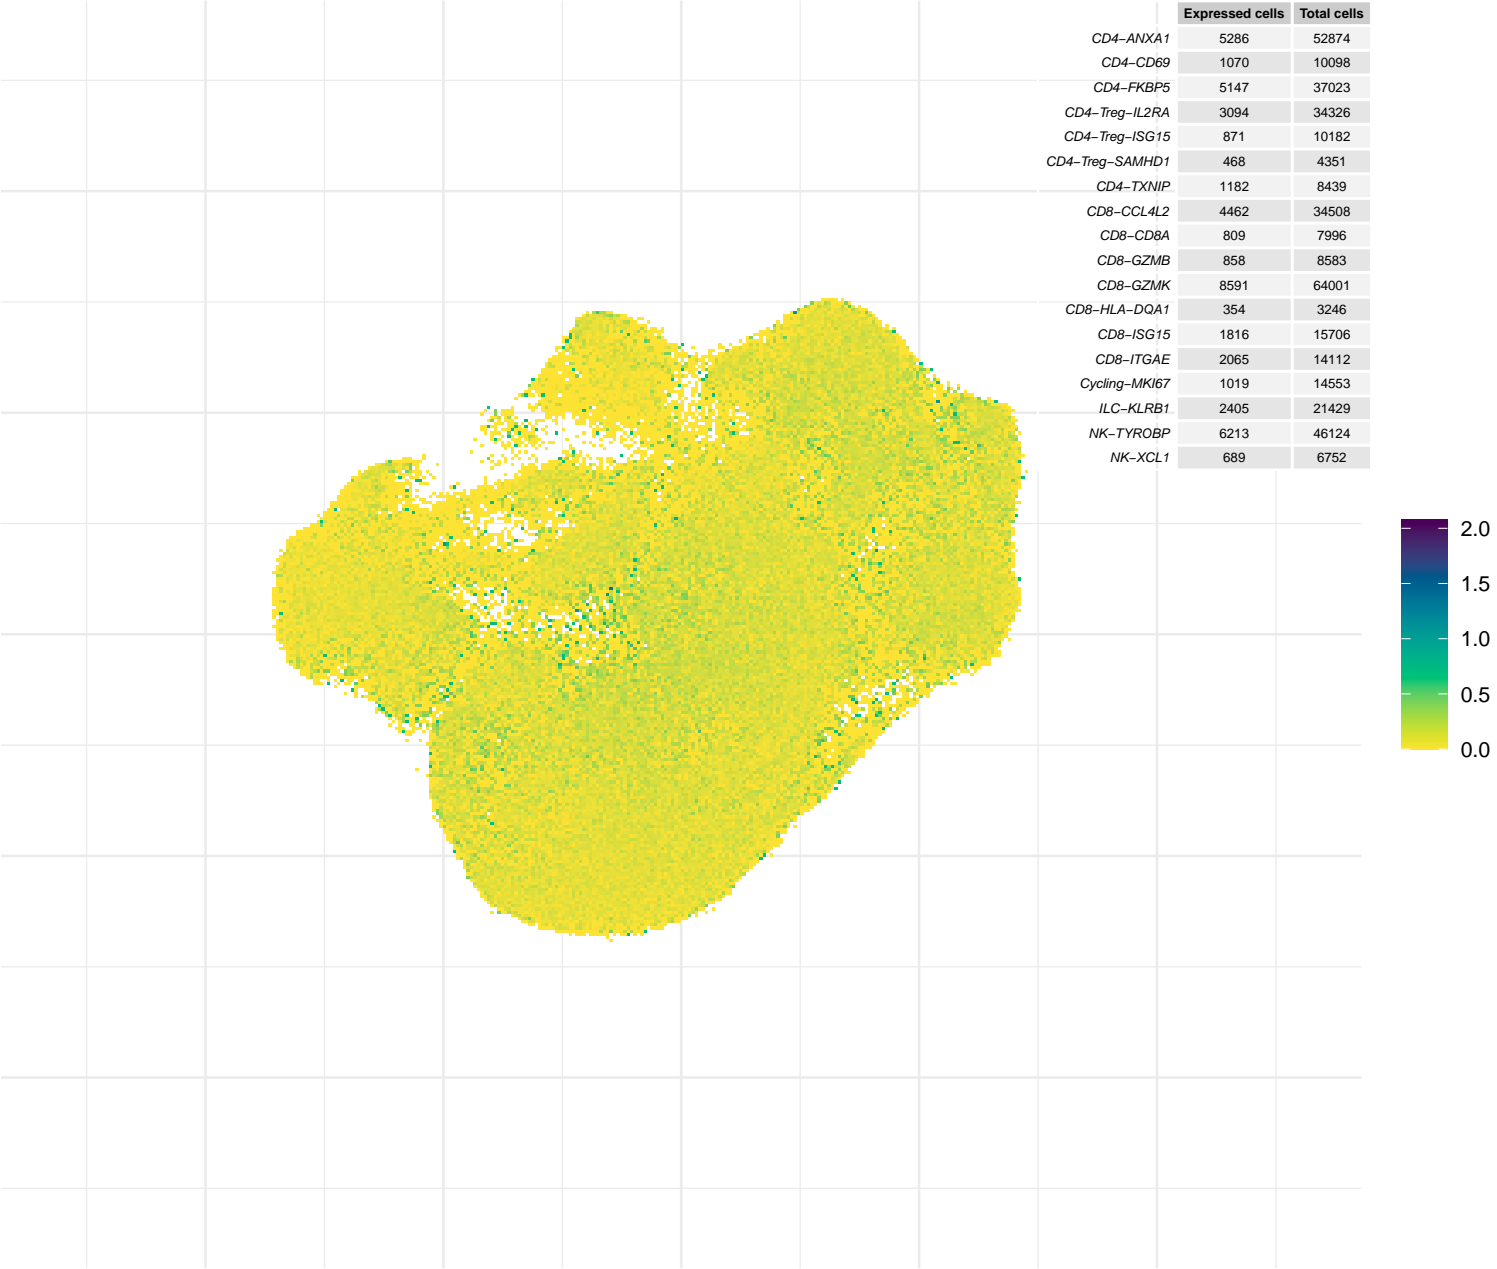 Expressed cells Total cells
CD4−ANXA1 5286 52874
CD4−CD69 1070 10098
CD4−FKBP5 5147 37023
CD4−Treg−IL2RA 3094 34326
CD4−Treg−ISG15 871 10182
CD4−Treg−SAMHD1 468 4351
CD4−TXNIP 1182 8439
CD8−CCL4L2 4462 34508
CD8−CD8A 809 7996
CD8−GZMB 858 8583
CD8−GZMK 8591 64001
CD8−HLA−DQA1 354 3246
CD8−ISG15 1816 15706
CD8−ITGAE 2065 14112
Cycling−MKI67 1019 14553
ILC−KLRB1 2405 21429
NK−TYROBP 6213 46124
NK−XCL1 689 6752
2.0
1.5
1.0
0.5
0.0